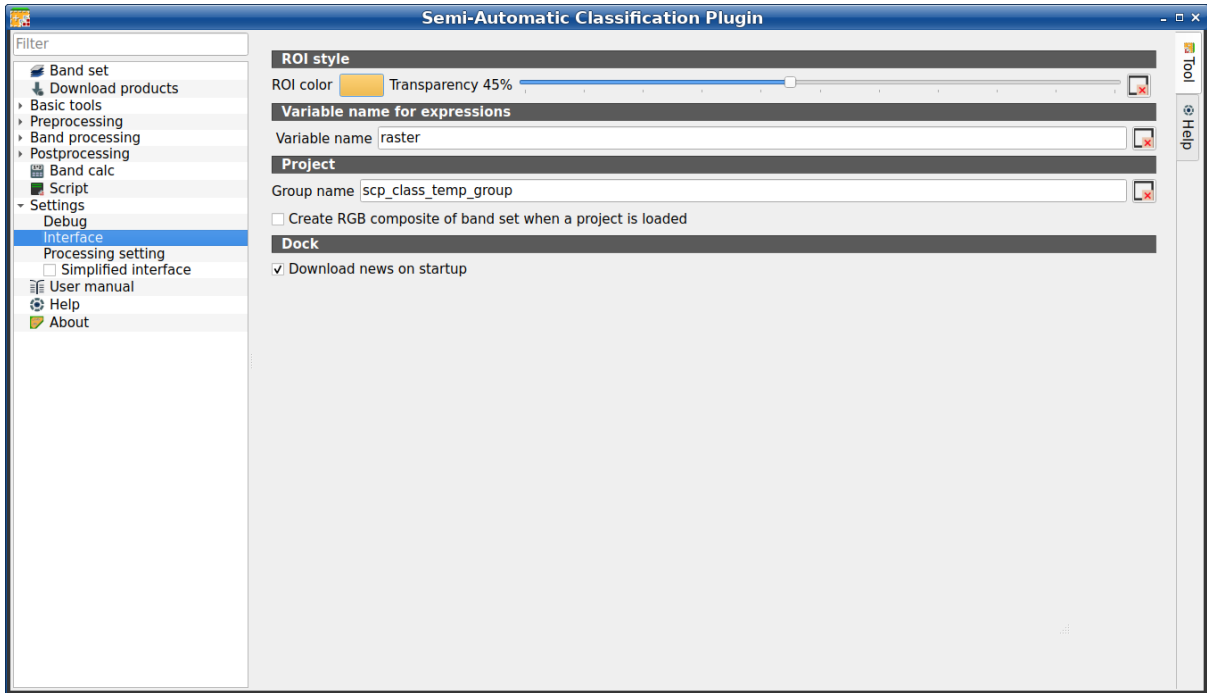 Semi-Automatic Classification Plugin
Filter
Band set
Download products
Basic tools
Preprocessing
Band processing
Postprocessing
Band calc
Script
Settings
Debug
Interface
Processing setting
Simplified interface
User manual
Help
About
ROI style
ROI color Transparency 45%
Variable name for expressions
Variable name raster
Project
Group name scp_class_temp_group
Create RGB composite of band set when a project is loaded
Dock
Download news on startup
Tool
Help